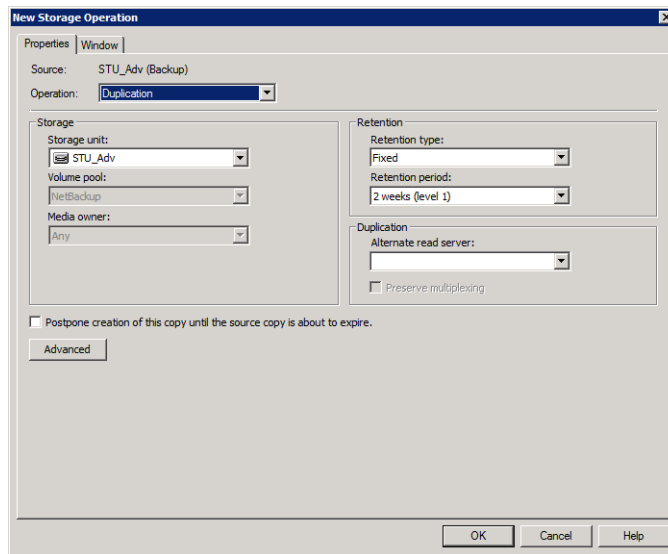 New Storage Operation
Properties Window
Source: STU_Adv (Backup)
Operation: Duplication
Storage
Storage unit:
STU_Adv
Volume pool:
NetBackup
Media owner:
Any
Retention
Retention type:
Fixed
Retention period:
2 weeks (level 1)
Duplication
Alternate read server:
Preserve multiplexing
Postpone creation of this copy until the source copy is about to expire.
Advanced
OK Cancel Help